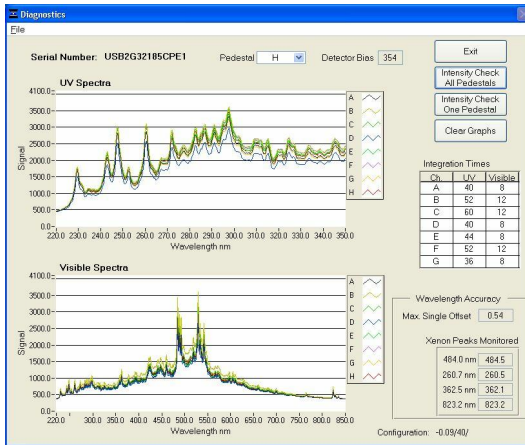 Diagnostics
File
Serial Number: USB2G32185CPE1 Pedestal H Detector Bias 354
Exit
Intensity Check
All Pedestals
Intensity Check
One Pedestal
Clear Graphs
UV Spectra
4100.0
3500.0
3000.0
2500.0
2000.0
1500.0
1000.0
500.0
0.0
Signal
220.0 230.0 240.0 250.0 260.0 270.0 280.0 290.0 300.0 310.0 320.0 330.0 340.0 350.0
Wavelength nm
A
B
C
D
E
F
G
H
Integration Times
Ch. UV Visible
A 40 8
B 52 12
C 60 12
D 40 8
E 44 8
F 52 12
G 36 8
Visible Spectra
4100.0
3500.0
3000.0
2500.0
2000.0
1500.0
1000.0
500.0
0.0
Signal
220.0 250.0 300.0 350.0 400.0 450.0 500.0 550.0 600.0 650.0 700.0 750.0 800.0 850.0
Wavelength nm
A
B
C
D
E
F
G
H
Wavelength Accuracy
Max. Single Offset 0.54
Xenon Peaks Monitored
484.0 nm 484.5
260.7 nm 260.5
362.5 nm 362.1
823.2 nm 823.2
Configuration: -0.09/40/